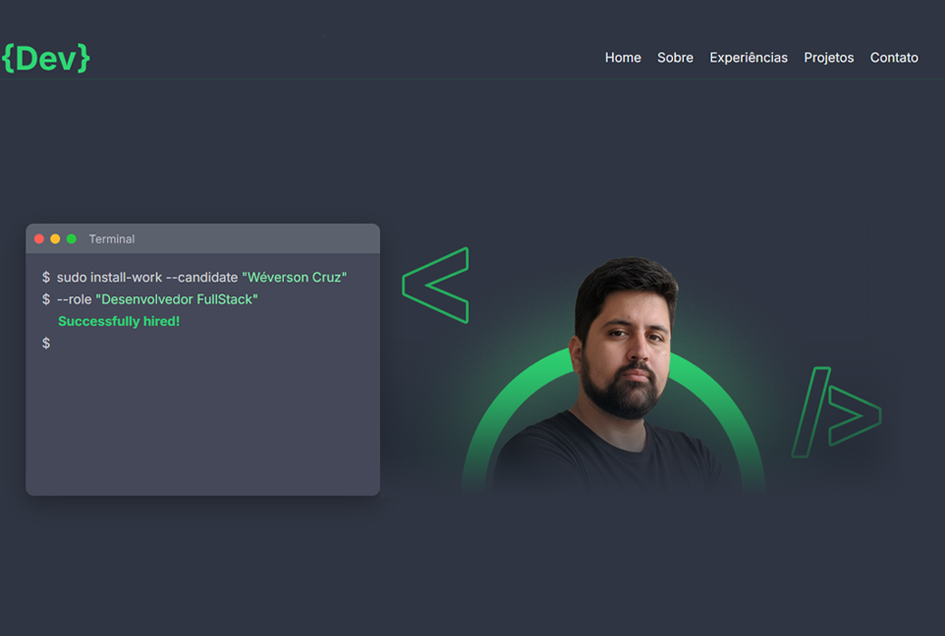 {Dev}
Home Sobre Experiências Projetos Contato
Terminal
$ sudo install-work --candidate "Wéverson Cruz"
$ --role "Desenvolvedor FullStack"
Successfully hired!
$
< />